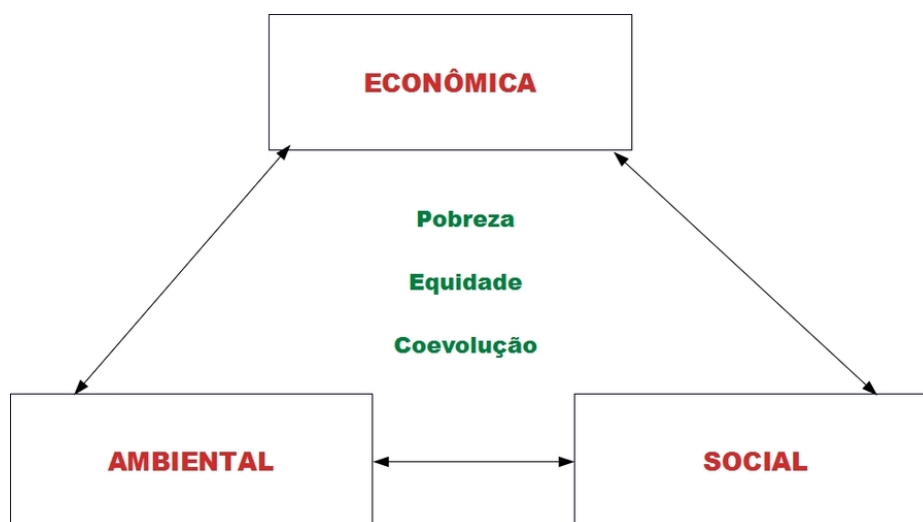 ECONÔMICA
Pobreza
Equidade
Coevolução
AMBIENTAL
SOCIAL